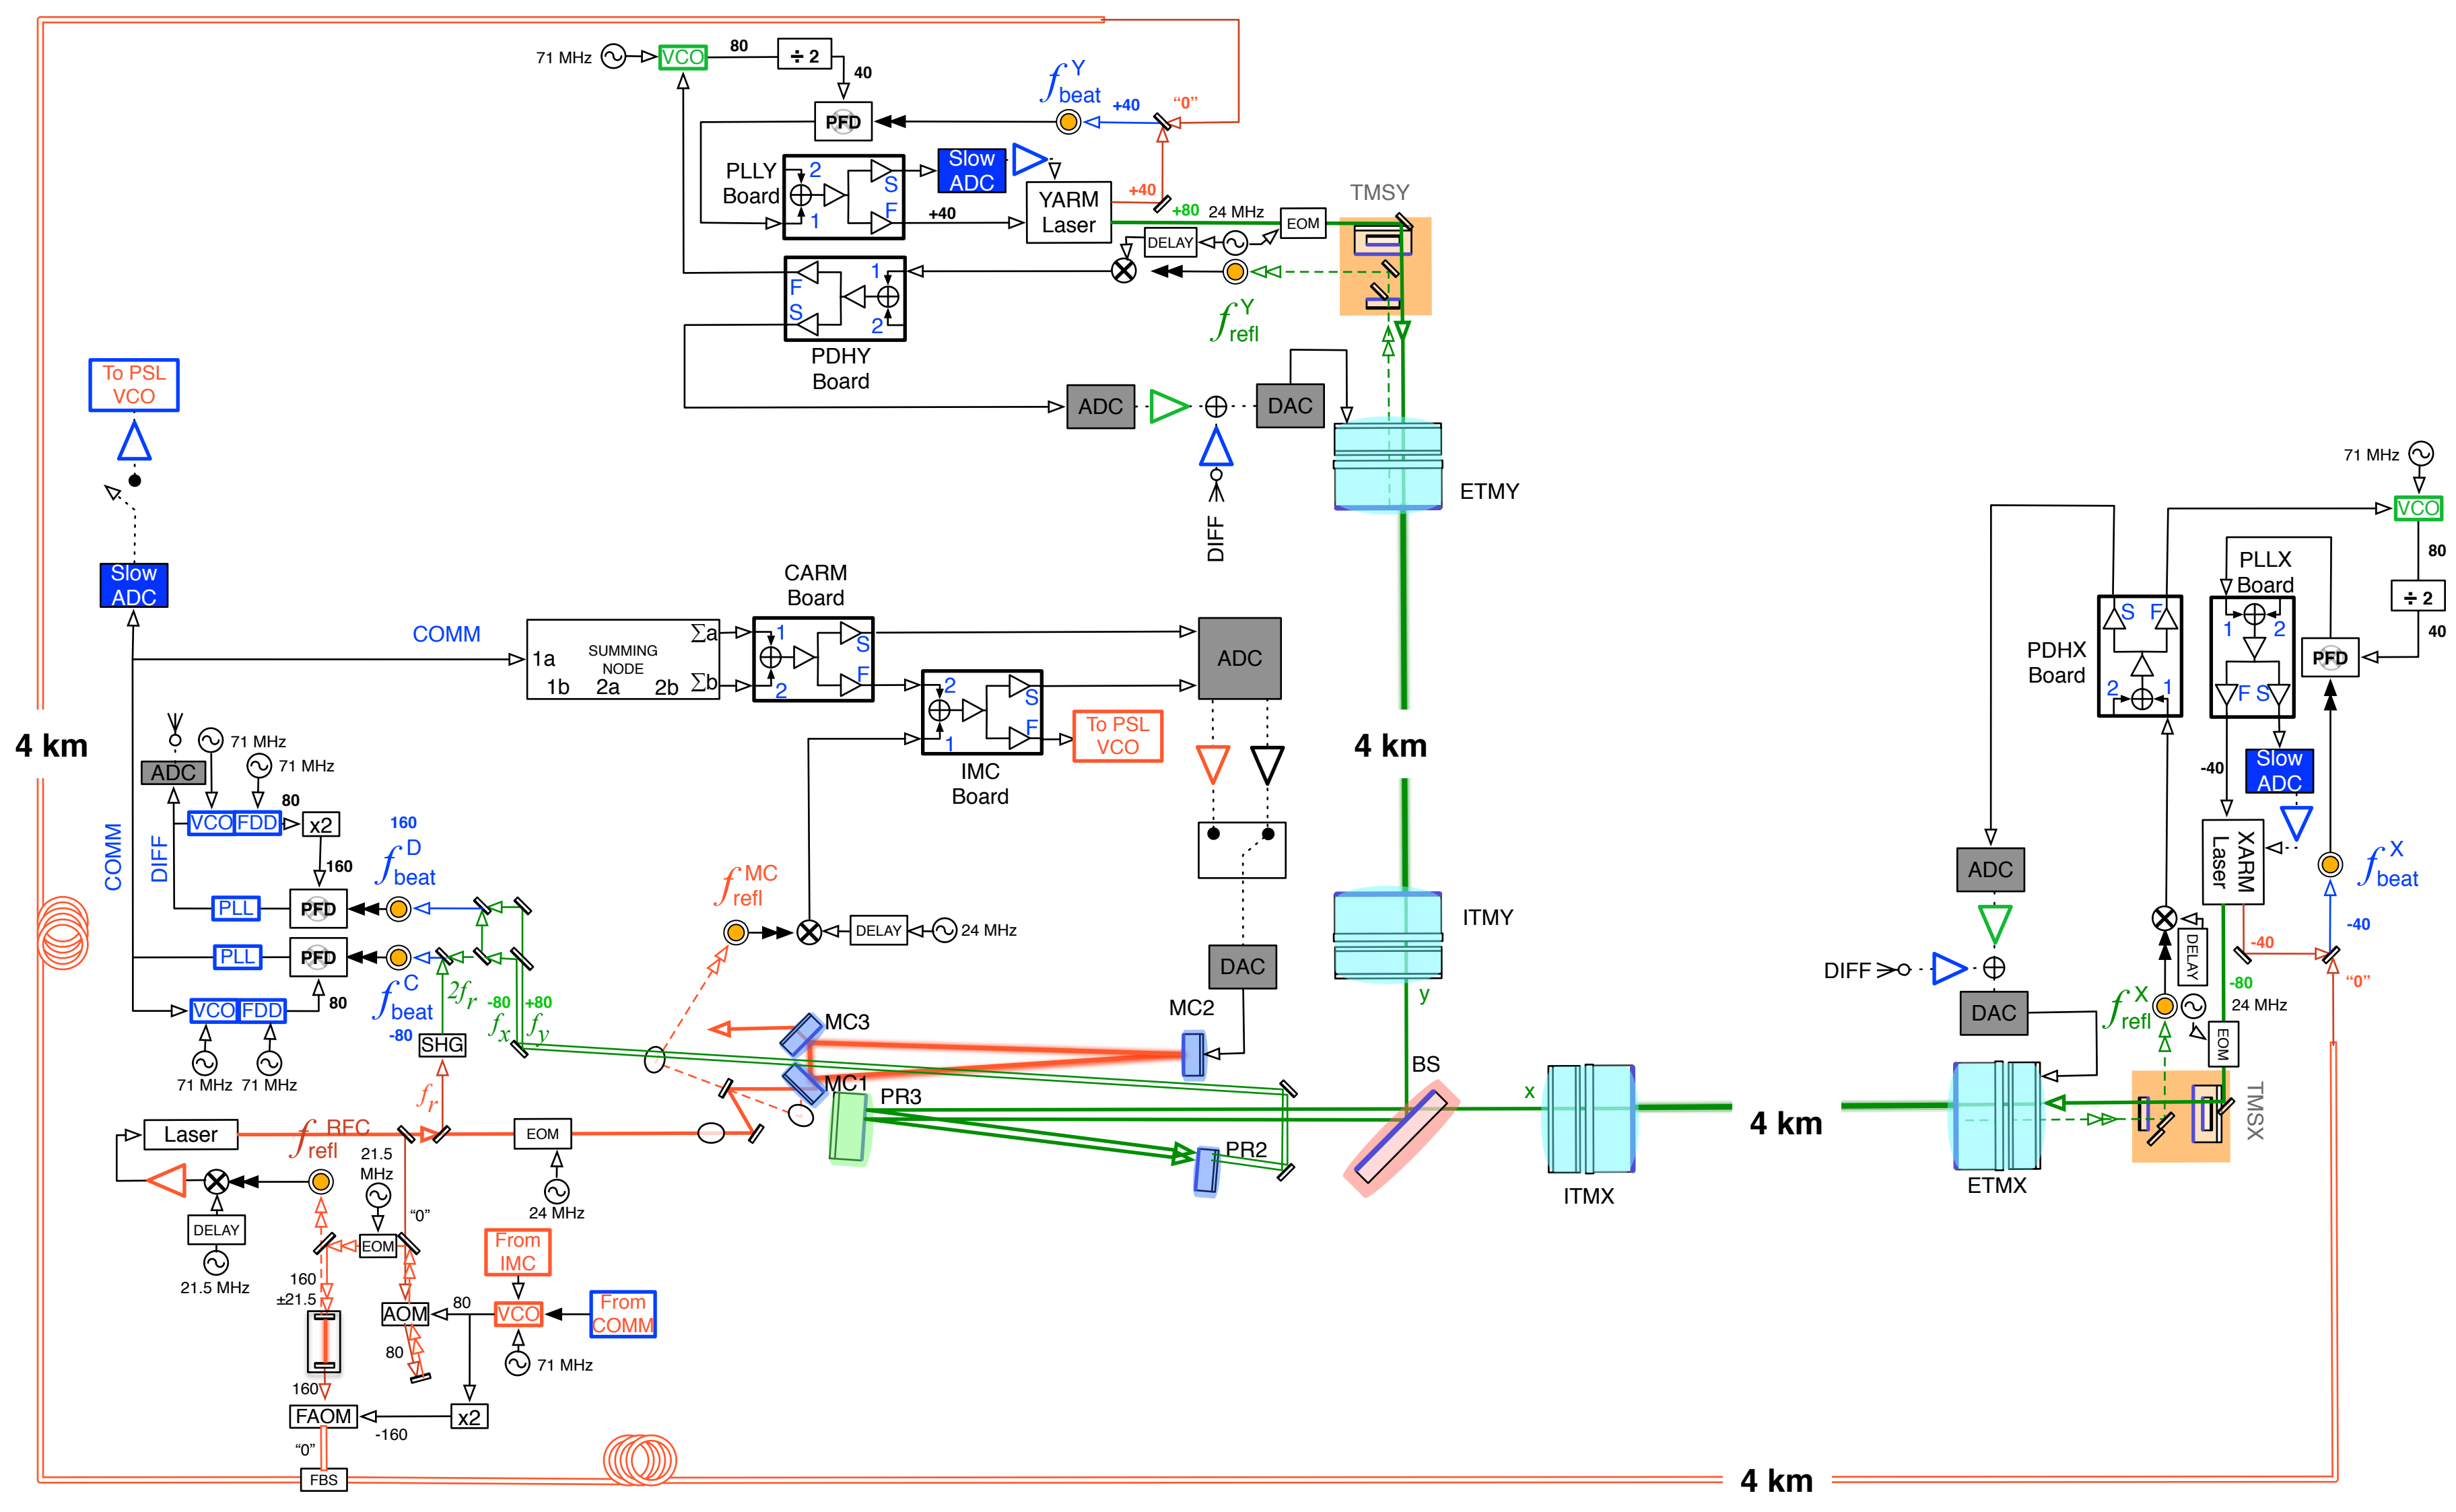 71 MHz
VCO
80
÷ 2
40
PFD
f Y beat
+40
"0"
PLLY
Board
2
1
S
F
Slow
ADC
+40
YARM
Laser
+40
+80
24 MHz
EOM
DELAY
TMSY
f Y refl
F
S
1
2
PDHY
Board
ADC
DAC
DIFF
ETMY
To PSL
VCO
Slow
ADC
COMM
1a
1b
2a
2b
SUMMING
NODE
Σa
Σb
CARM
Board
1
2
S
F
2
1
S
F
IMC
Board
To PSL
VCO
ADC
4 km
4 km
71 MHz
71 MHz
ADC
VCO
FDD
80
x2
160
160
f D beat
COMM
DIFF
PLL
PFD
PLL
PFD
f C beat
-80
VCO
FDD
80
71 MHz
71 MHz
2fr
-80
+80
fx
fy
SHG
fr
f MC refl
DELAY
24 MHz
DAC
MC2
MC3
MC1
PR3
PR2
BS
ITMY
y
x
ITMX
4 km
ETMX
TMSX
71 MHz
VCO
80
÷ 2
40
PFD
PLLX
Board
1
2
F
S
PDHX
Board
S
F
2
1
-40
Slow
ADC
XARM
Laser
f X beat
-40
-40
"0"
-80
24 MHz
EOM
DELAY
f X refl
ADC
DIFF
DAC
Laser
f RFC refl
EOM
24 MHz
21.5
MHz
"0"
EOM
DELAY
21.5 MHz
160
±21.5
AOM
80
80
VCO
From
IMC
From
COMM
71 MHz
160
FAOM
-160
x2
"0"
FBS
4 km